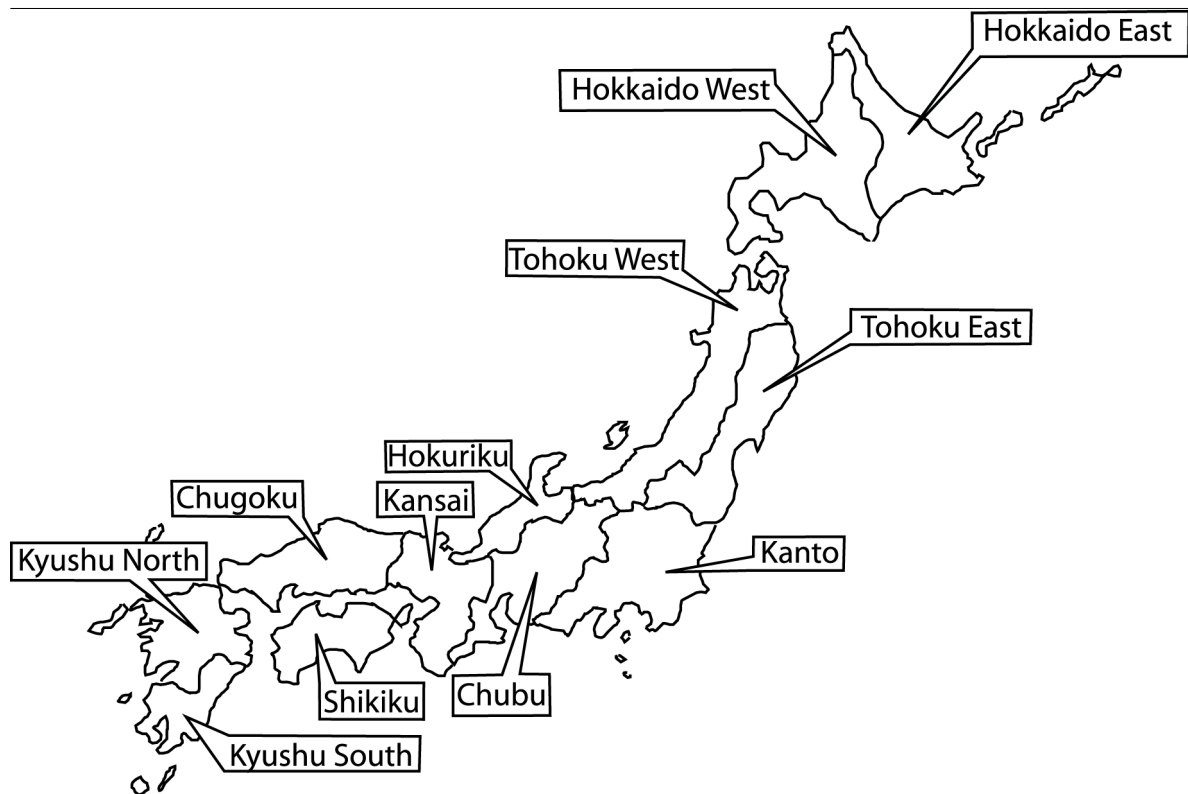 Hokkaido East
Hokkaido West
Tohoku West
Tohoku East
Hokuriku
Chugoku
Kansai
Kyushu North
Kanto
Shikiku
Chubu
Kyushu South